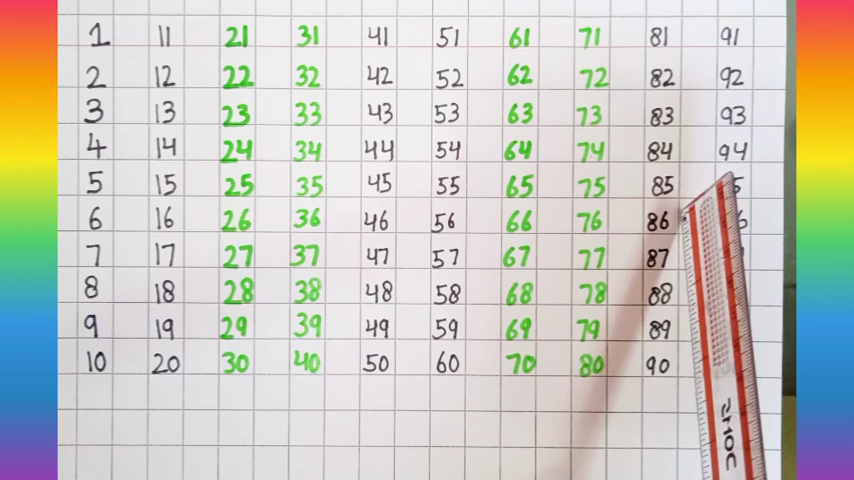 1 11 21 31 41 51 61 71 81 91
2 12 22 32 42 52 62 72 82 92
3 13 23 33 43 53 63 73 83 93
4 14 24 34 44 54 64 74 84 94
5 15 25 35 45 55 65 75 85
6 16 26 36 46 56 66 76 86
7 17 27 37 47 57 67 77 87
8 18 28 38 48 58 68 78 88
9 19 29 39 49 59 69 79 89
10 20 30 40 50 60 70 80 90